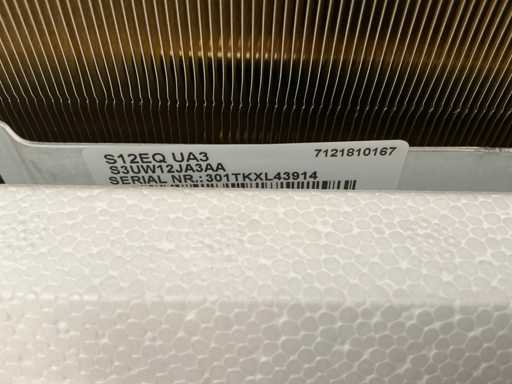 S12EQ UA3
7121810167
S3UW12JA3AA
SERIAL NR.: 301TKXL43914